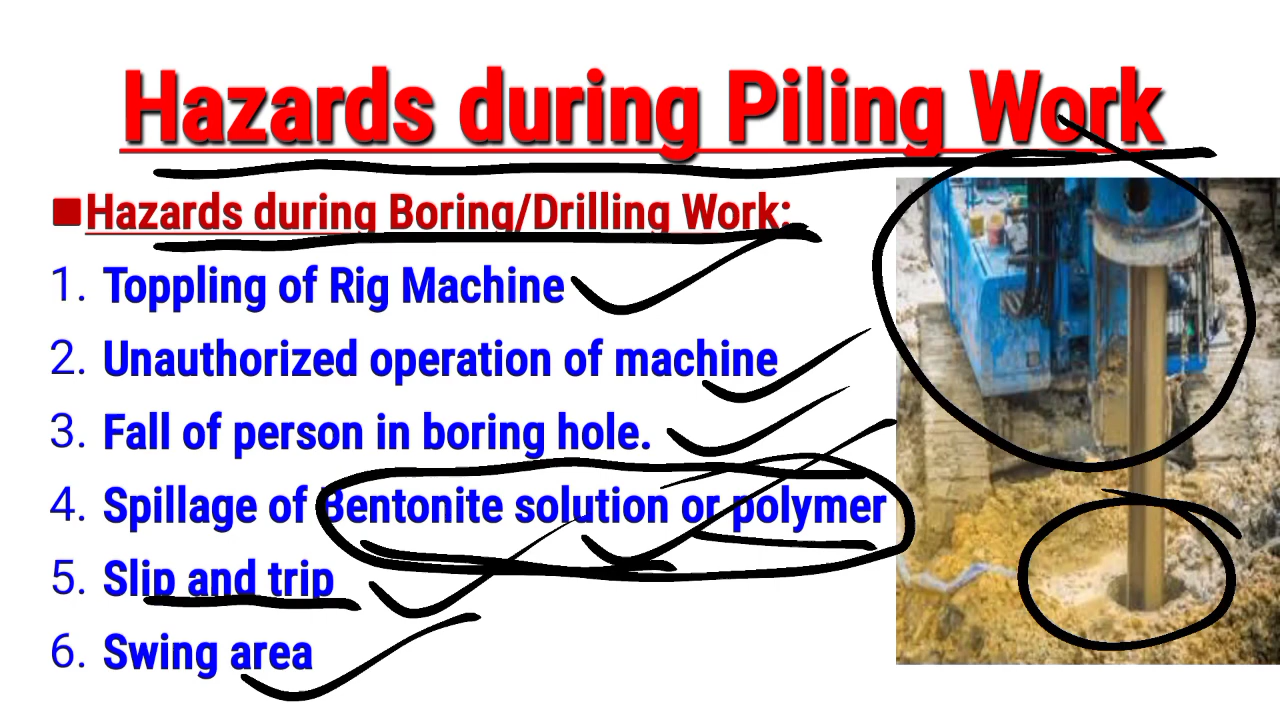 Hazards during Piling Work
■Hazards during Boring/Drilling Work:
1. Toppling of Rig Machine
2. Unauthorized operation of machine
3. Fall of person in boring hole.
4. Spillage of Bentonite solution or polymer
5. Slip and trip
6. Swing area